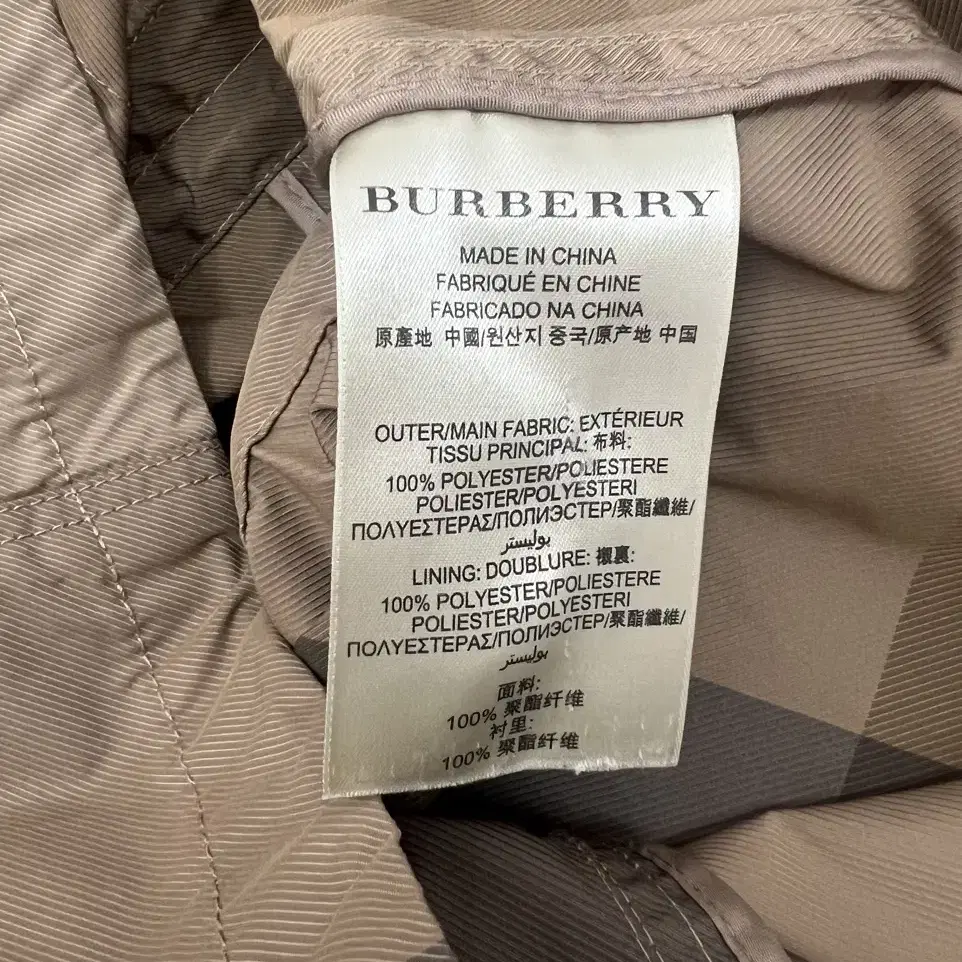 BURBERRY
MADE IN CHINA
FABRIQUÉ EN CHINE
FABRICADO NA CHINA
原產地 中國/원산지 중국/原产地 中国
OUTER/MAIN FABRIC: EXTÉRIEUR
TISSU PRINCIPAL: 布料:
100% POLYESTER/POLIESTERE
POLIESTER/POLYESTERI
ΠΟΛΥΕΣΤΕΡΑΣ/ПОЛИЭСТЕР/聚酯纖維/
بوليستر
LINING: DOUBLURE: 襯裏:
100% POLYESTER/POLIESTERE
POLIESTER/POLYESTERI
ΠΟΛΥΕΣΤΕΡΑΣ/ПОЛИЭСТЕР/聚酯纖維/
بوليستر
面料:
100% 聚酯纤维
衬里:
100% 聚酯纤维